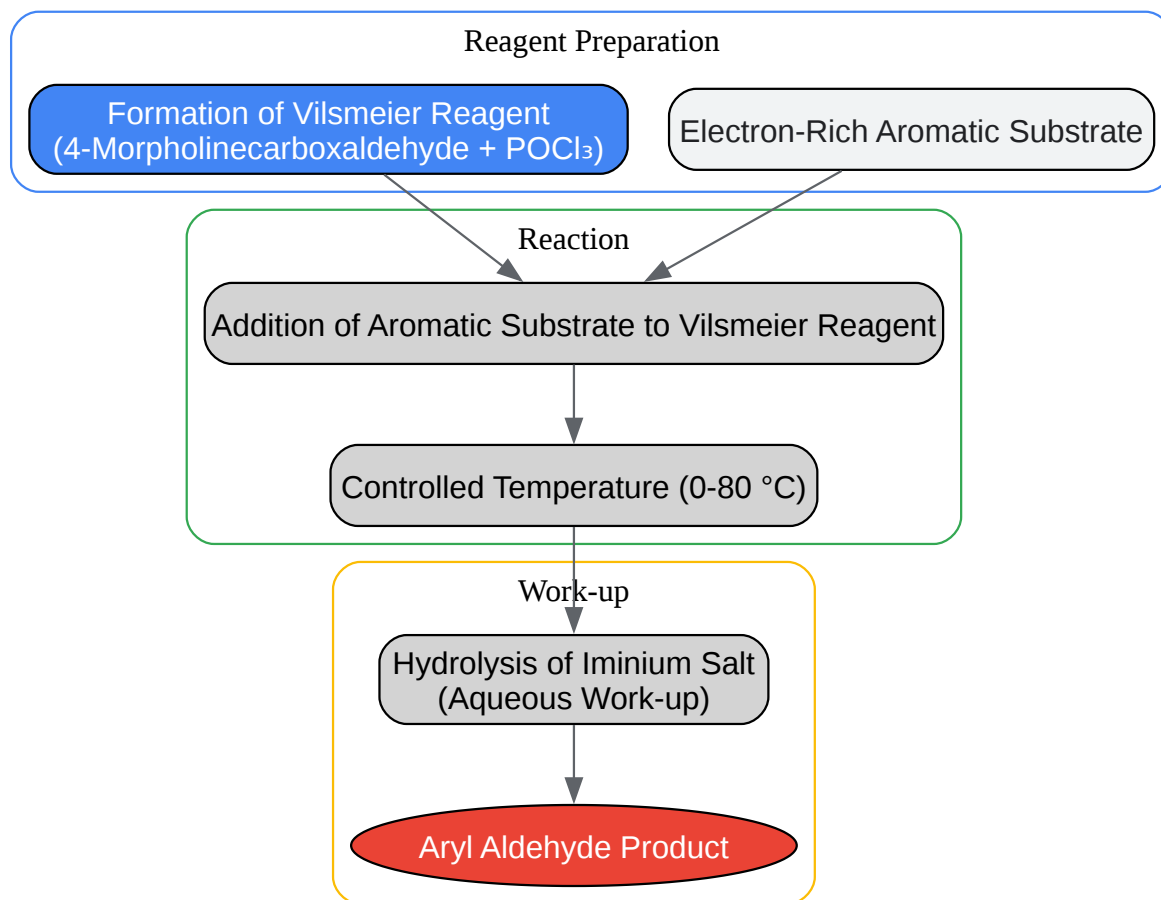 Reagent Preparation
Formation of Vilsmeier Reagent
(4-Morpholinecarboxaldehyde + POCl₃)
Electron-Rich Aromatic Substrate
Reaction
Addition of Aromatic Substrate to Vilsmeier Reagent
Controlled Temperature (0-80 °C)
Work-up
Hydrolysis of Iminium Salt
(Aqueous Work-up)
Aryl Aldehyde Product